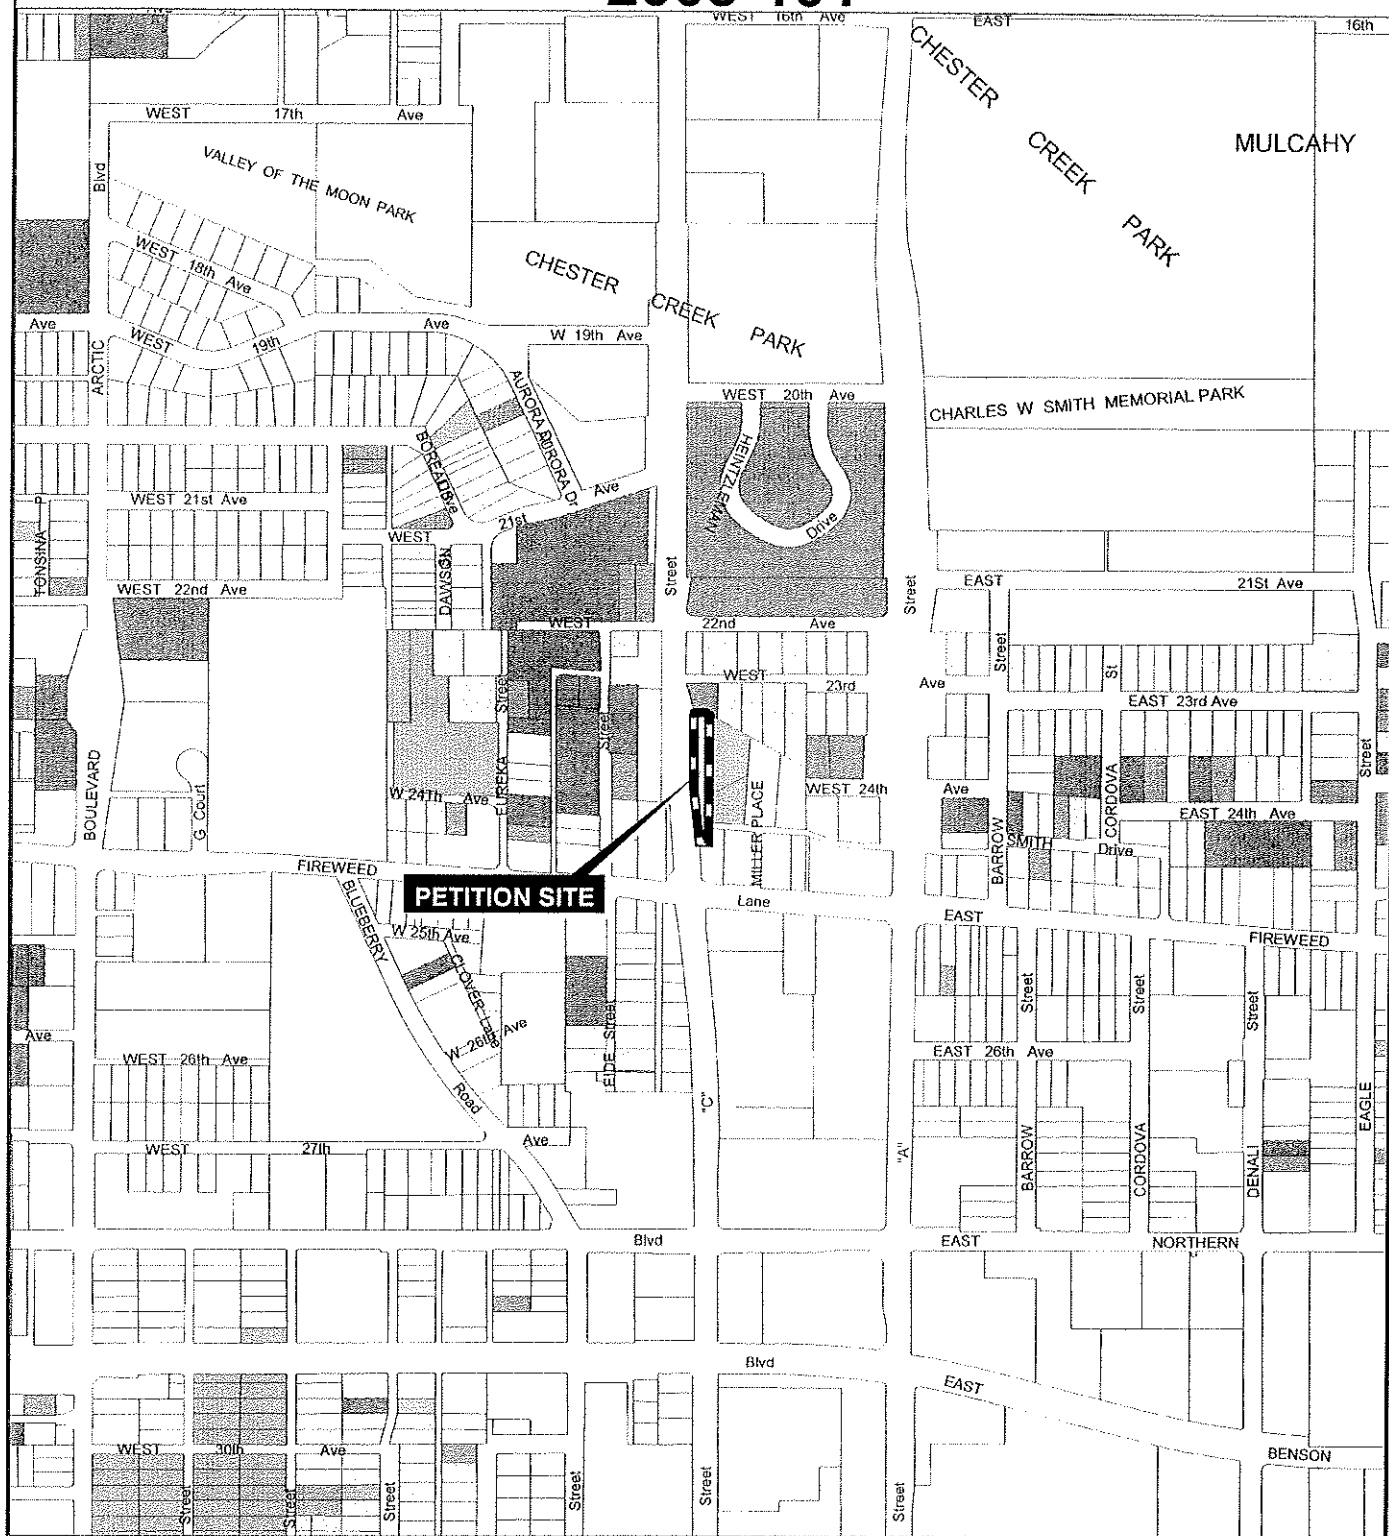 WEST 16th Ave
EAST
16th
CHESTER
CREEK
PARK
MULCAHY
WEST 17th Ave
Blvd
VALLEY OF THE MOON PARK
WEST 18th Ave
CHESTER CREEK PARK
Ave
WEST 19th Ave
W 19th Ave
ARCTIC
AURORA Dr
WEST 20th Ave
CHARLES W SMITH MEMORIAL PARK
HEINTZLEMAN Drive
WEST 21st Ave
WEST 21st Ave
TONSINA Pl
DAWSON
WEST 22nd Ave
Street
Street
EAST 21St Ave
WEST 22nd Ave
Street
St
WEST 23rd
Ave
EAST 23rd Ave
Street
Street
Street
BOULEVARD
G Court
W 24Th Ave
EUREKA
MILLER PLACE
WEST 24th
Ave
CORDOVA
EAST 24th Ave
BARROW
SMITH Drive
FIREWEED
PETITION SITE
Lane
EAST
FIREWEED
BLUEBERRY
W 25th Ave
CLOVER Lane
Street
Street
Street
Ave
W 26th Ave
EIDE Street
WEST 26th Ave
EAST 26th Ave
Road
"C"
EAGLE
WEST 27th Ave
"A"
BARROW
CORDOVA
DENALI
Blvd
EAST
NORTHERN
Blvd
EAST
BENSON
WEST 30th Ave
Street
Street
Street
Street
Street
Street